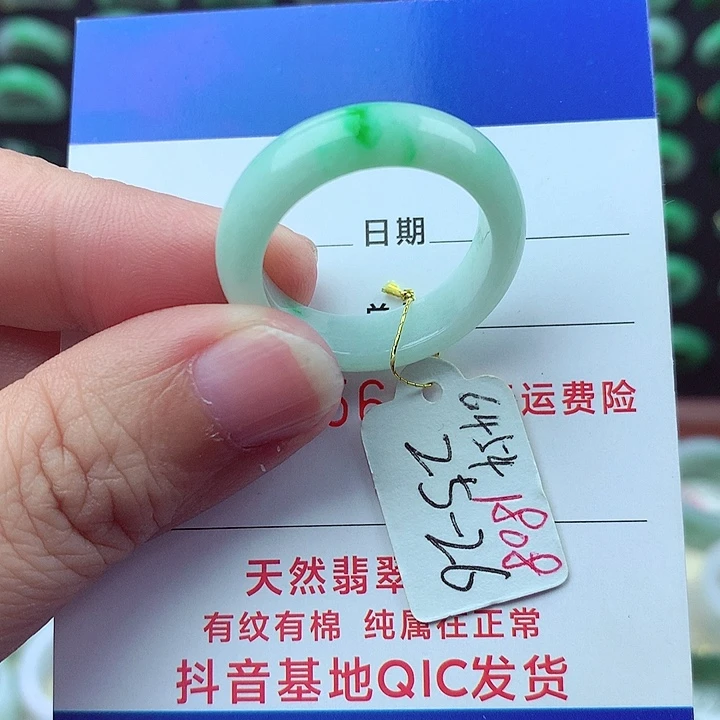 日期
运费险
6454
1808
25-26
天然翡翠
有纹有棉 纯属在正常
抖音基地QIC发货